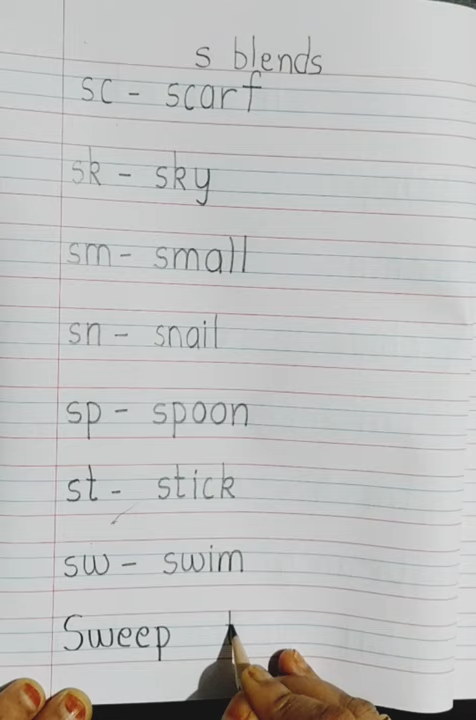 s blends
sc - scarf
sk - sky
sm - small
sn - snail
sp - spoon
st - stick
sw - swim
Sweep